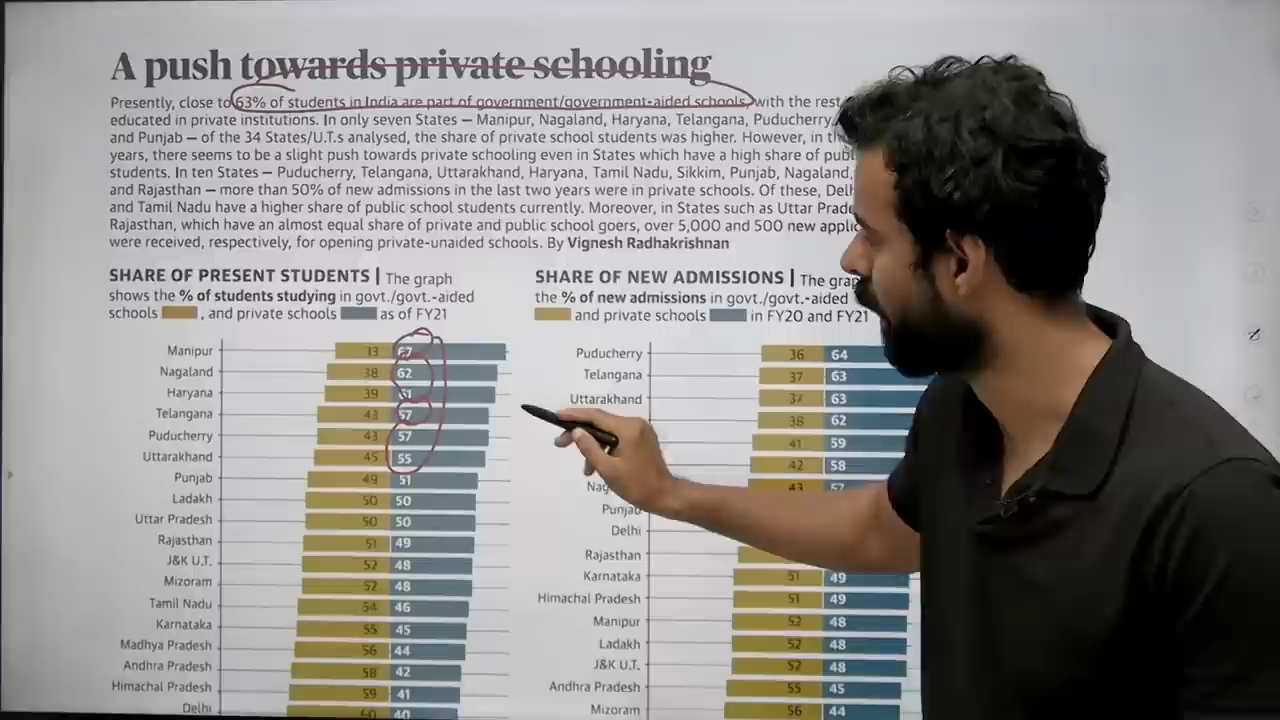 A push towards private schooling
Presently, close to 63% of students in India are part of government/government-aided schools, with the rest
educated in private institutions. In only seven States — Manipur, Nagaland, Haryana, Telangana, Puducherry,
and Punjab — of the 34 States/U.T.s analysed, the share of private school students was higher. However, in
years, there seems to be a slight push towards private schooling even in States which have a high share of
students. In ten States — Puducherry, Telangana, Uttarakhand, Haryana, Tamil Nadu, Sikkim, Punjab, Nagaland,
and Rajasthan — more than 50% of new admissions in the last two years were in private schools. Of these,
and Tamil Nadu have a higher share of public school students currently. Moreover, in States such as Uttar
Rajasthan, which have an almost equal share of private and public school goers, over 5,000 and 500 new
were received, respectively, for opening private-unaided schools. By Vignesh Radhakrishnan
SHARE OF PRESENT STUDENTS | The graph
shows the % of students studying in govt./govt.-aided
schools , and private schools as of FY21
Manipur 33 67
Nagaland 38 62
Haryana 39 61
Telangana 43 57
Puducherry 43 57
Uttarakhand 45 55
Punjab 49 51
Ladakh 50 50
Uttar Pradesh 50 50
Rajasthan 51 49
J&K U.T. 52 48
Mizoram 52 48
Tamil Nadu 54 46
Karnataka 55 45
Madhya Pradesh 56 44
Andhra Pradesh 58 42
Himachal Pradesh 59 41
Delhi 60 40
SHARE OF NEW ADMISSIONS | The
the % of new admissions in govt./govt.-aided
and private schools in FY20 and FY21
Puducherry 36 64
Telangana 37 63
Uttarakhand 37 63
38 62
41 59
42 58
43 57
Punjab
Delhi
Rajasthan
Karnataka 51 49
Himachal Pradesh 51 49
Manipur 52 48
Ladakh 52 48
J&K U.T. 52 48
Andhra Pradesh 55 45
Mizoram 56 44